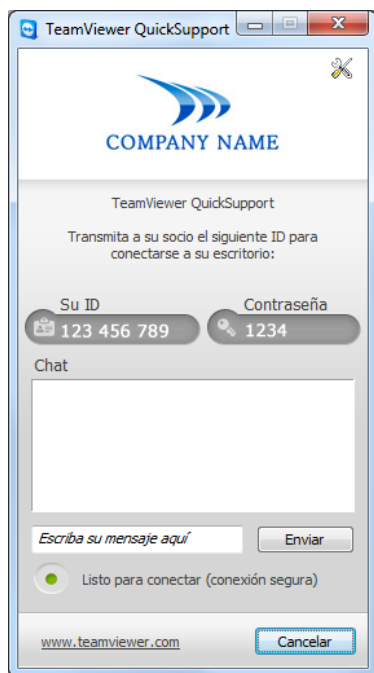 TeamViewer QuickSupport
COMPANY NAME
TeamViewer QuickSupport
Transmita a su socio el siguiente ID para
conectarse a su escritorio:
Su ID
Contraseña
123 456 789
1234
Chat
Escriba su mensaje aquí
Enviar
Listo para conectar (conexión segura)
www.teamviewer.com
Cancelar